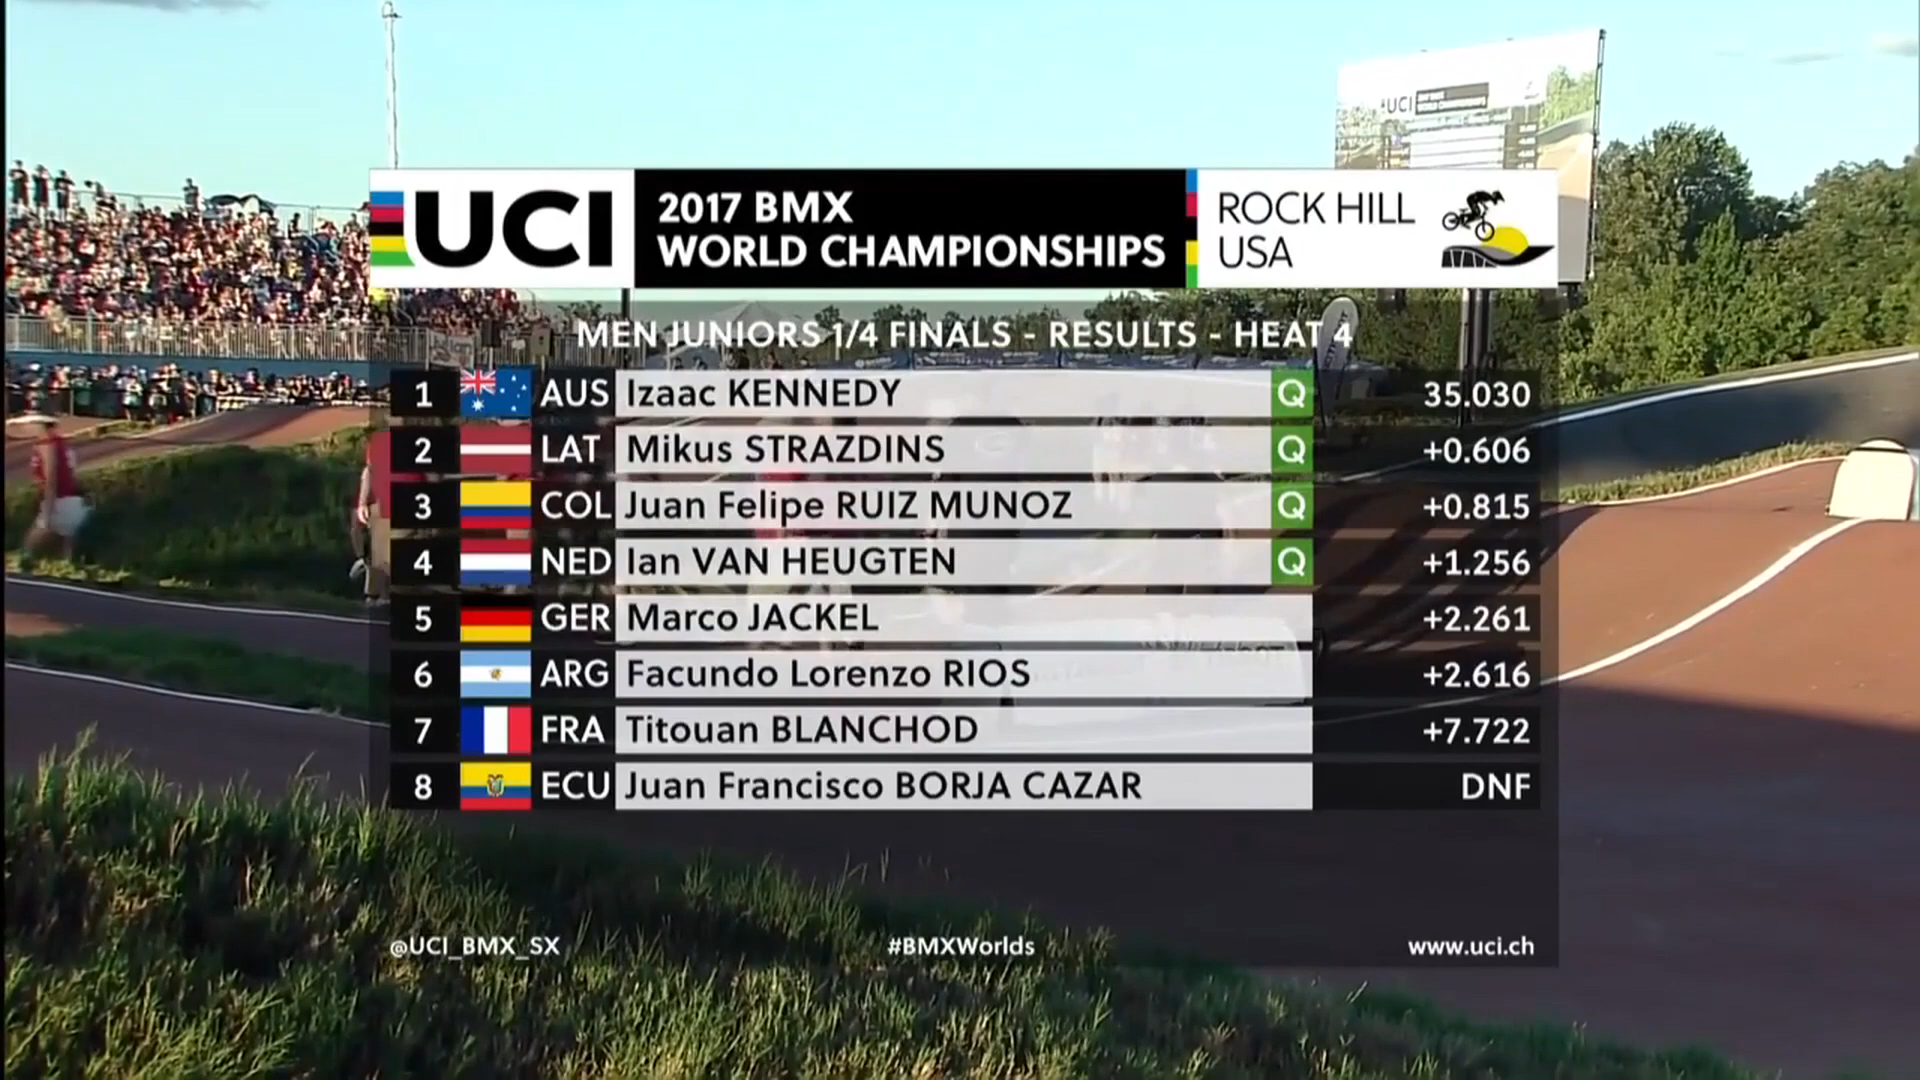 UCI
2017 BMX
WORLD CHAMPIONSHIPS
ROCK HILL
USA
MEN JUNIORS 1/4 FINALS - RESULTS - HEAT 4
1 AUS Izaac KENNEDY Q 35.030
2 LAT Mikus STRAZDINS Q +0.606
3 COL Juan Felipe RUIZ MUNOZ Q +0.815
4 NED Ian VAN HEUGTEN Q +1.256
5 GER Marco JACKEL +2.261
6 ARG Facundo Lorenzo RIOS +2.616
7 FRA Titouan BLANCHOD +7.722
8 ECU Juan Francisco BORJA CAZAR DNF
@UCI_BMX_SX #BMXWorlds www.uci.ch
UCI